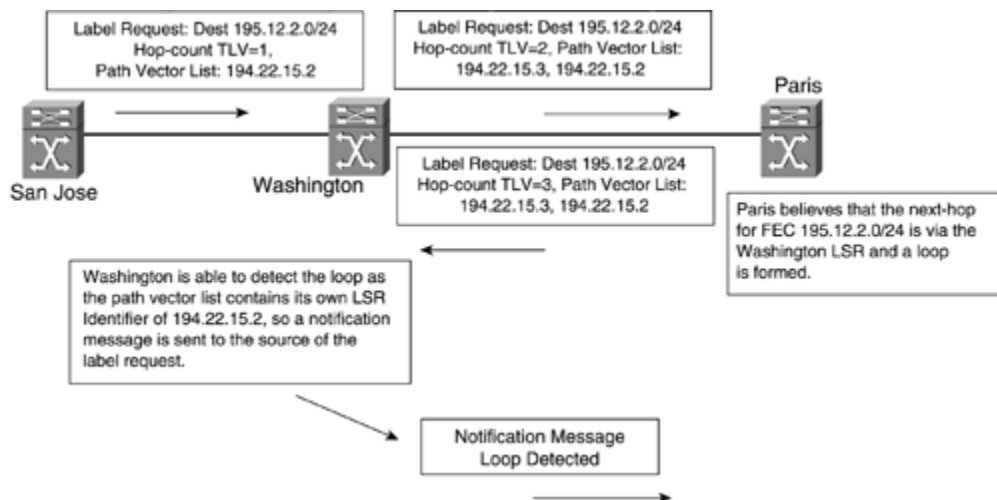 Label Request: Dest 195.12.2.0/24
Hop-count TLV=1,
Path Vector List: 194.22.15.2
Label Request: Dest 195.12.2.0/24
Hop-count TLV=2, Path Vector List:
194.22.15.3, 194.22.15.2
Paris
San Jose
Washington
Label Request: Dest 195.12.2.0/24
Hop-count TLV=3, Path Vector List:
194.22.15.3, 194.22.15.2
Paris believes that the next-hop
for FEC 195.12.2.0/24 is via the
Washington LSR and a loop
is formed.
Washington is able to detect the loop as
the path vector list contains its own LSR
Identifier of 194.22.15.2, so a notification
message is sent to the source of the
label request.
Notification Message
Loop Detected